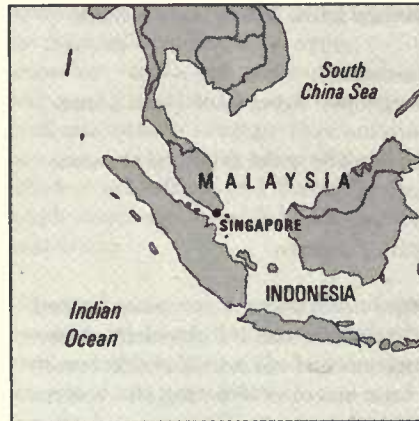 South
China Sea
MALAYSIA
SINGAPORE
INDONESIA
Indian
Ocean